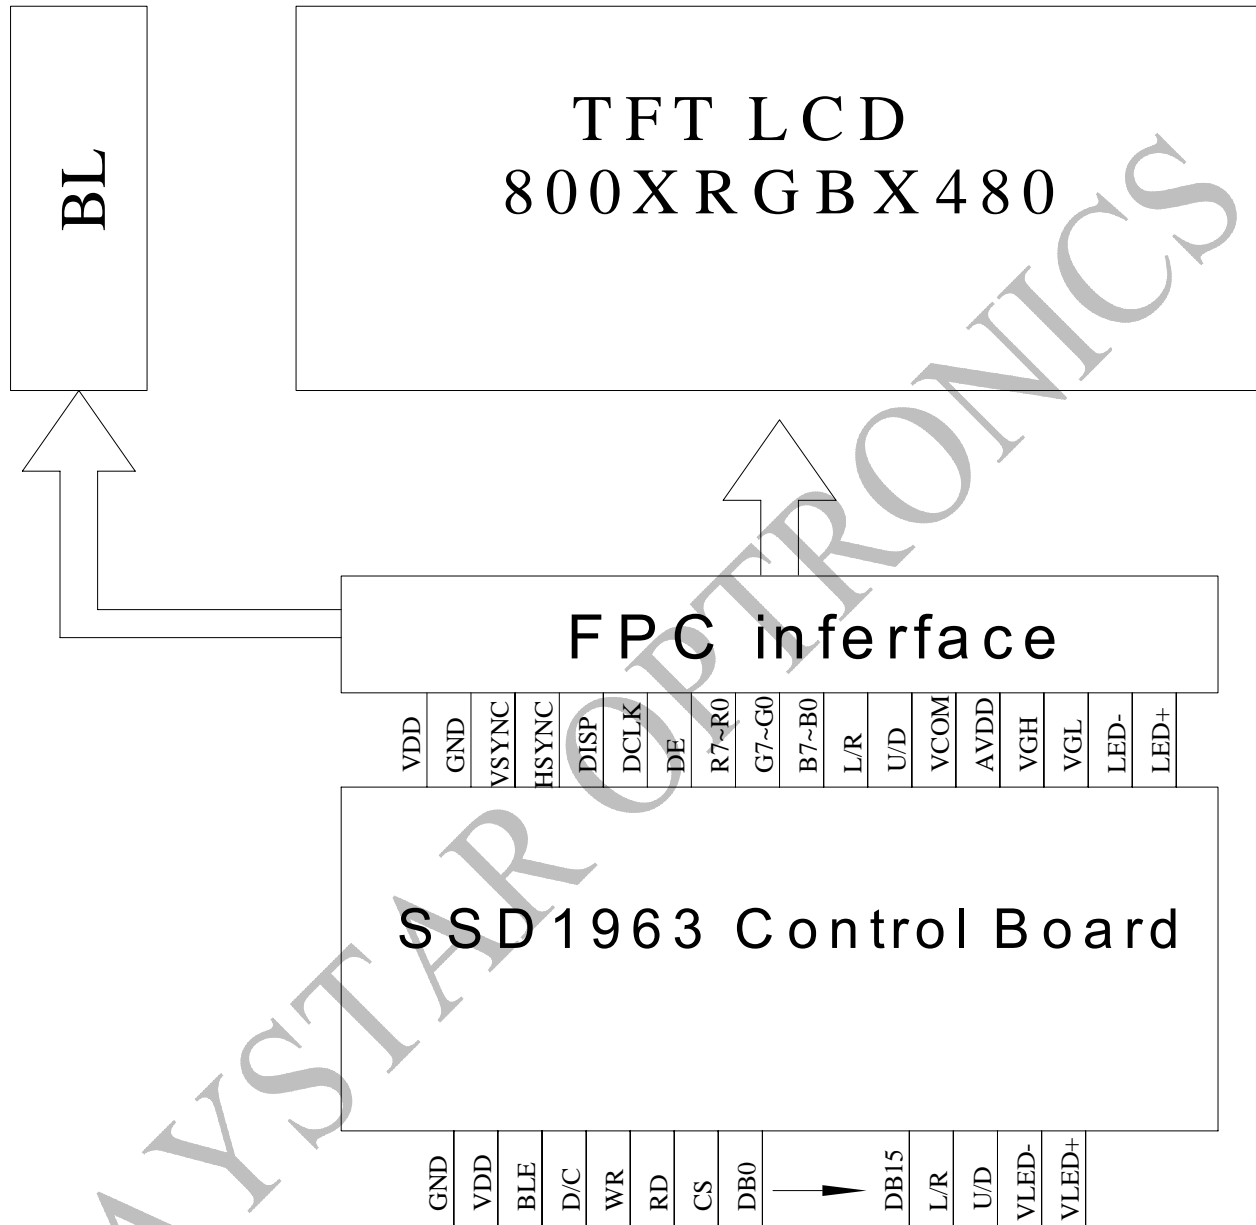 BL
TFT LCD
800XRGBX480
FPC inferface
VDD
GND
VSYNC
HSYNC
DISP
DCLK
DE
R7~R0
G7~G0
B7~B0
L/R
U/D
VCOM
AVDD
VGH
VGL
LED-
LED+
SSD1963 Control Board
GND
VDD
BLE
D/C
WR
RD
CS
DB0
DB15
L/R
U/D
VLED-
VLED+
AYSTAR OPTRONICS